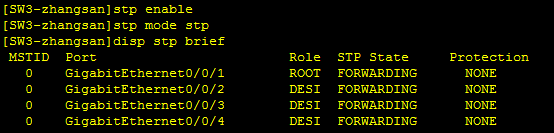 [SW3-zhangsan]stp enable
[SW3-zhangsan]stp mode stp
[SW3-zhangsan]disp stp brief
MSTID  Port                        Role  STP State     Protection
0    GigabitEthernet0/0/1        ROOT  FORWARDING      NONE
0    GigabitEthernet0/0/2        DESI  FORWARDING      NONE
0    GigabitEthernet0/0/3        DESI  FORWARDING      NONE
0    GigabitEthernet0/0/4        DESI  FORWARDING      NONE